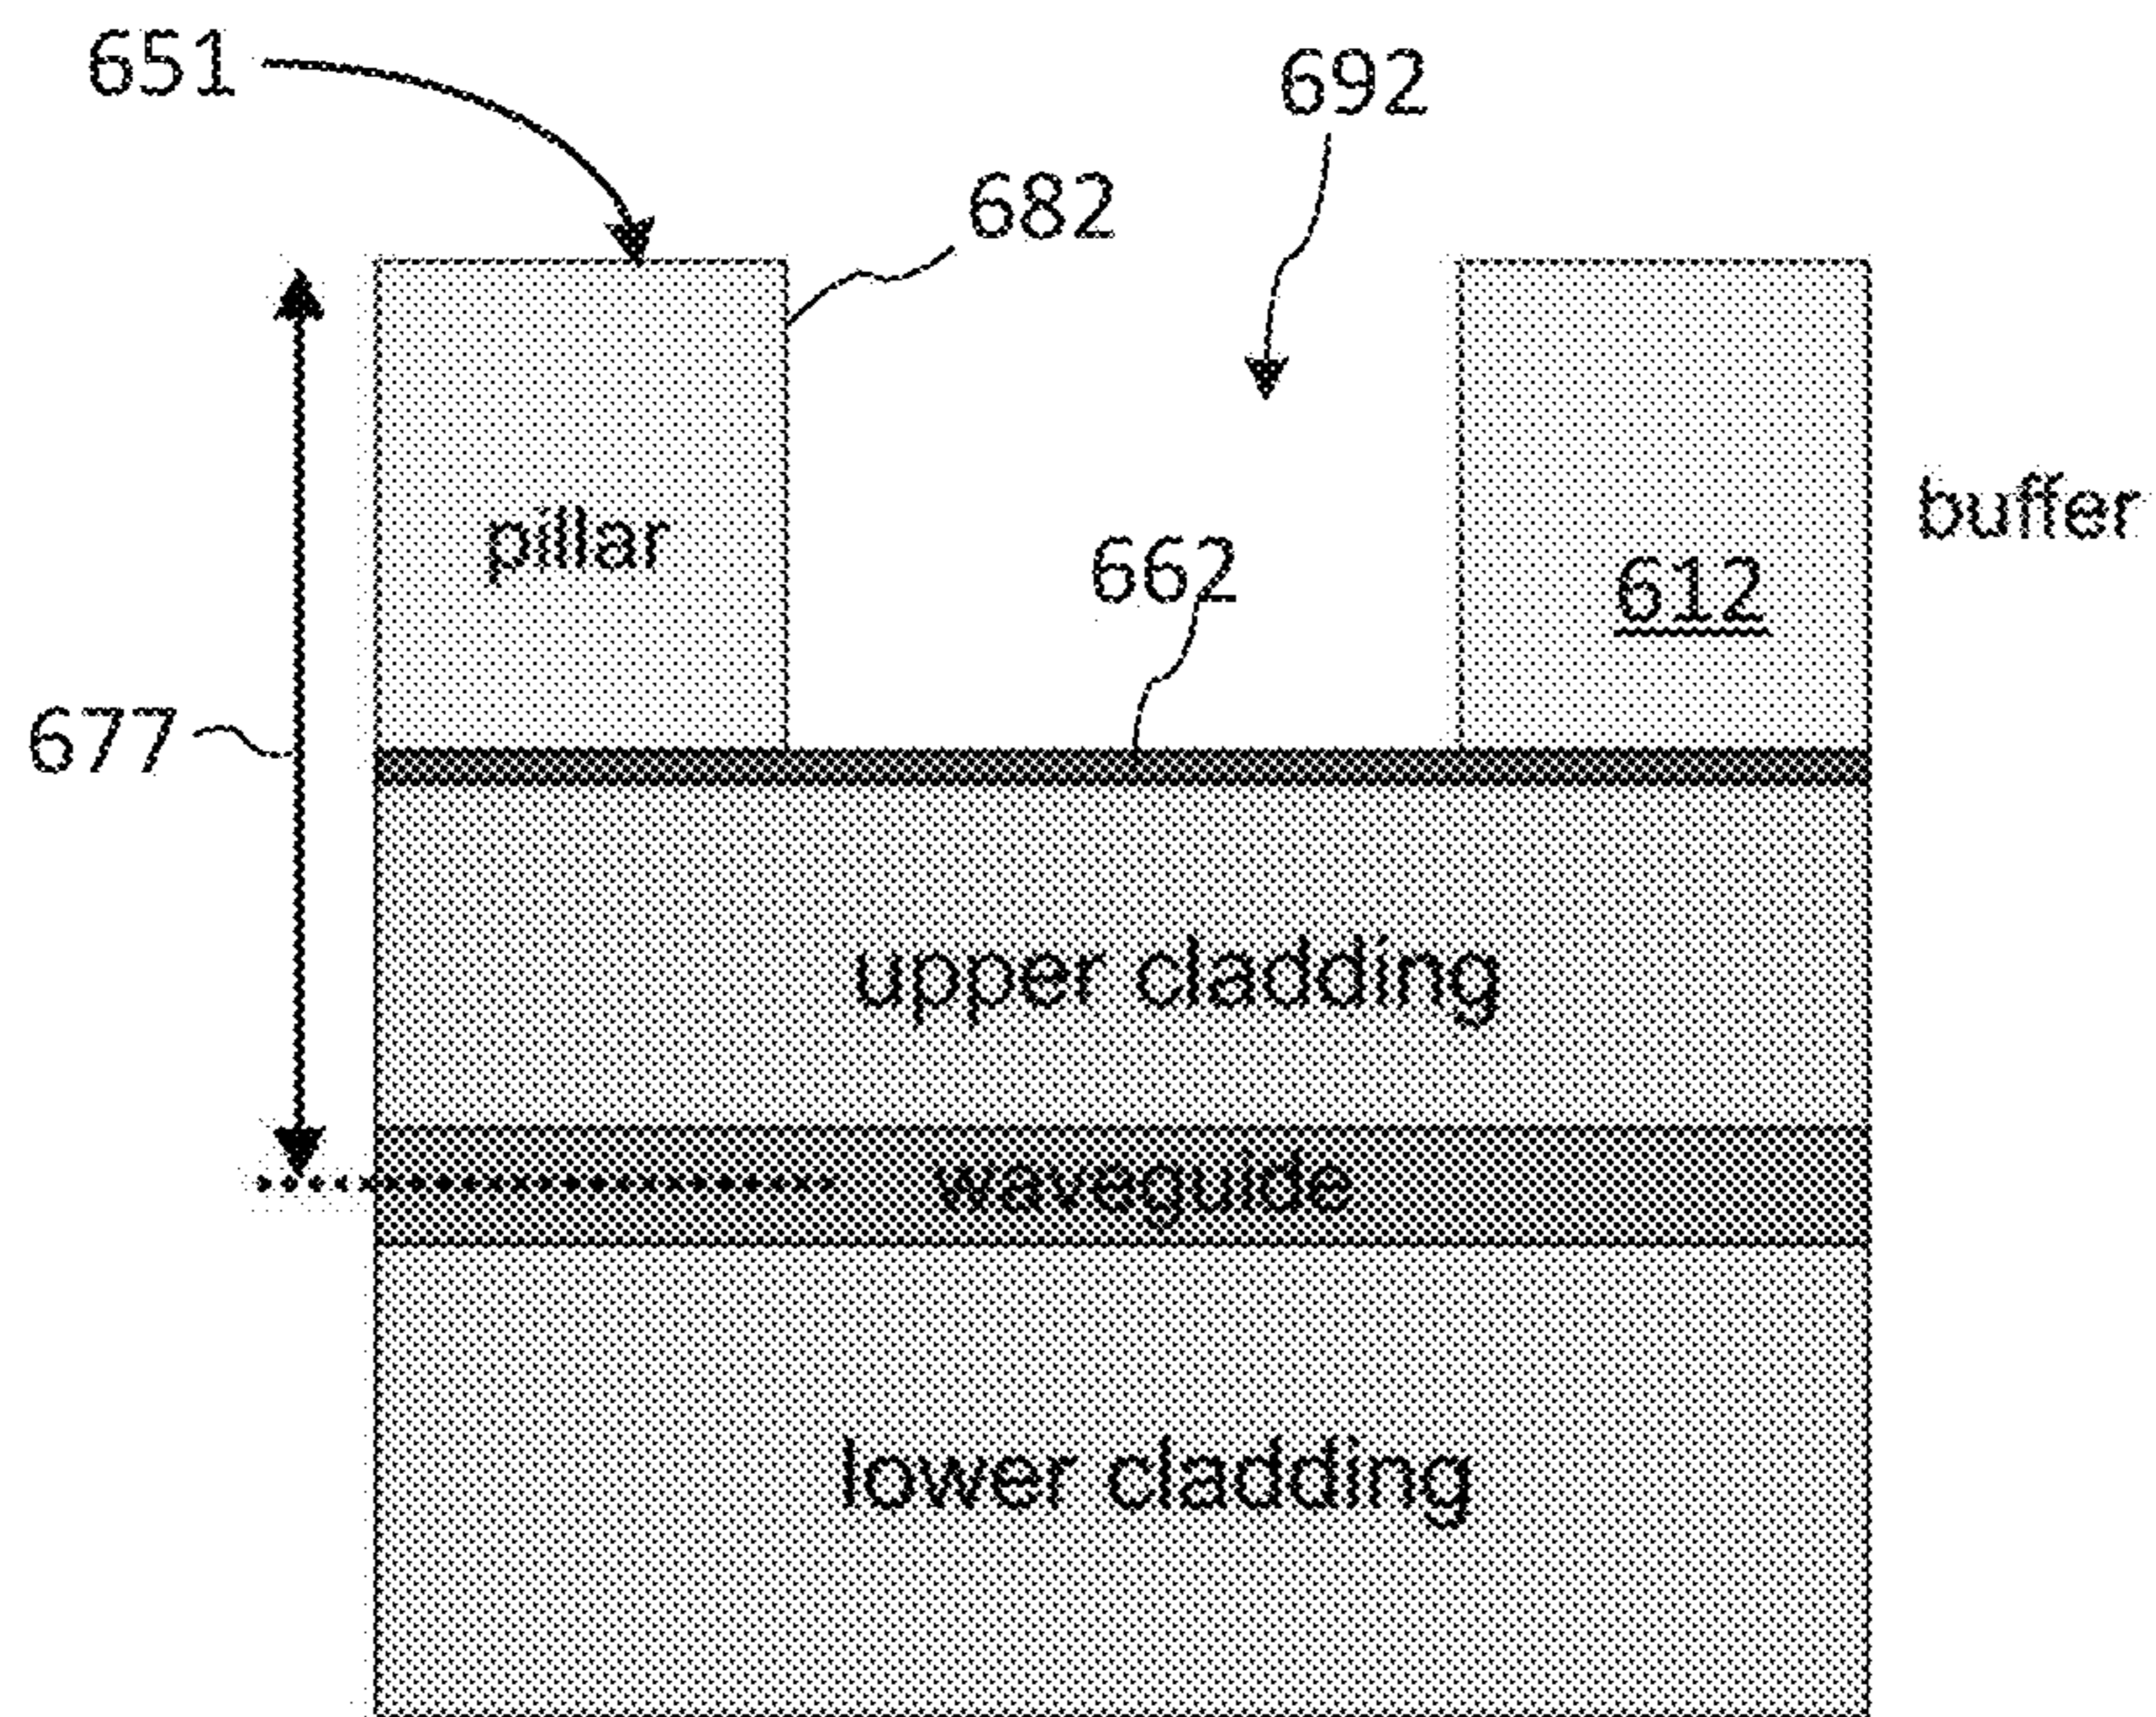 651
692
682
pillar
buffer
662
612
677
upper cladding
waveguide
lower cladding